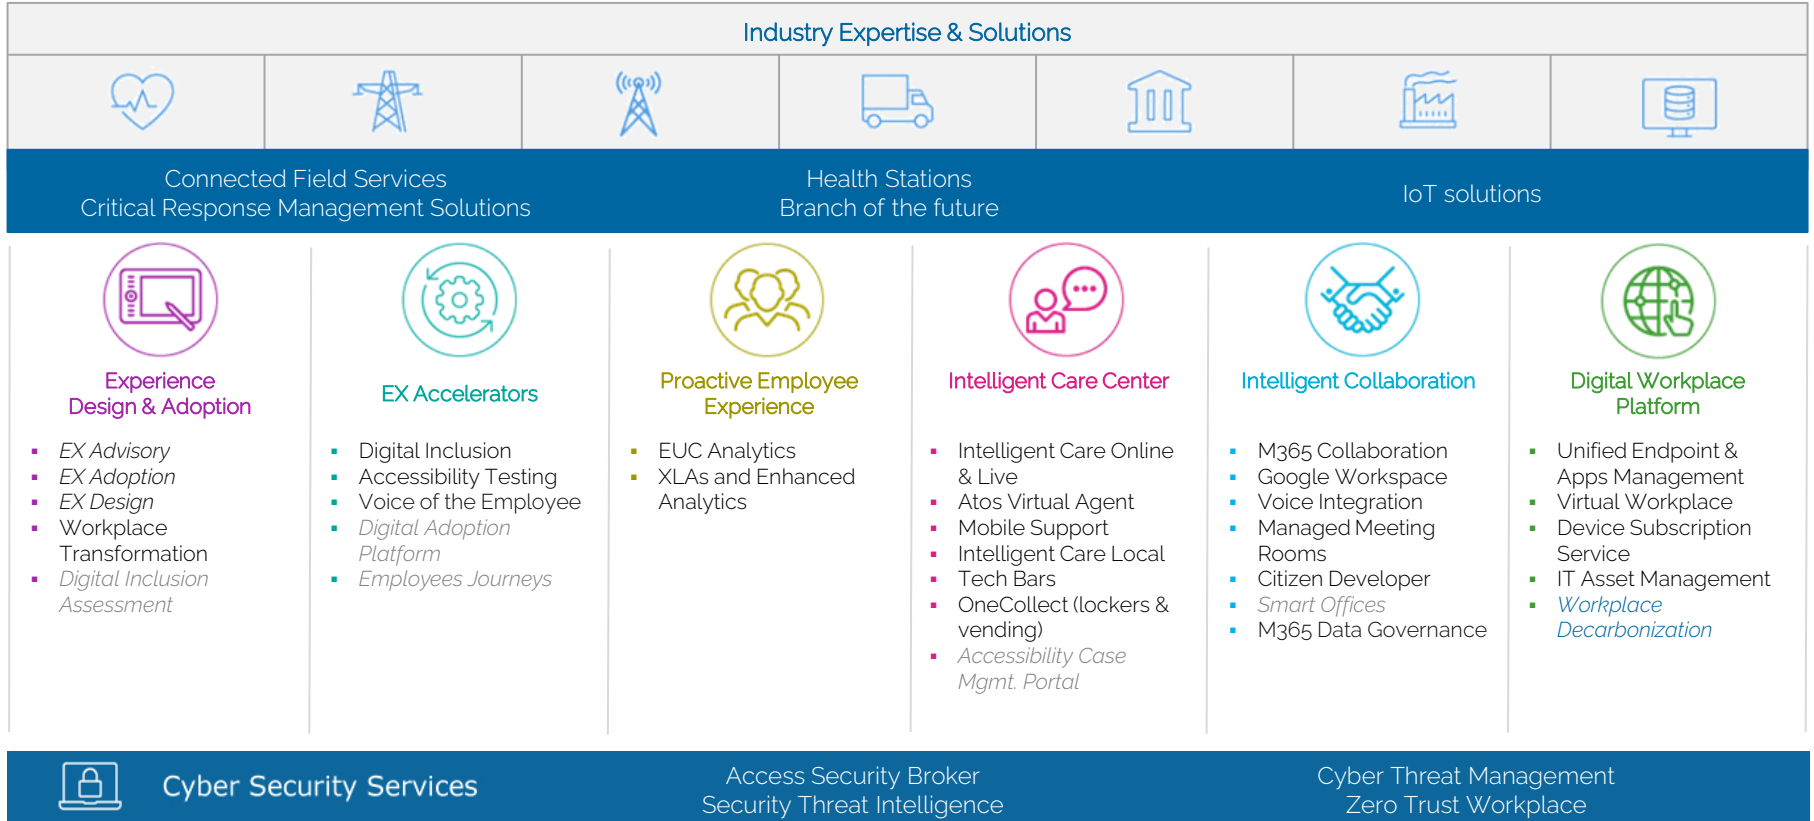 Industry Expertise & Solutions
Connected Field Services
Critical Response Management Solutions
Health Stations
Branch of the future
IoT solutions
Experience
Design & Adoption
EX Advisory
EX Adoption
EX Design
Workplace
Transformation
Digital Inclusion
Assessment
EX Accelerators
Digital Inclusion
Accessibility Testing
Voice of the Employee
Digital Adoption
Platform
Employees Journeys
Proactive Employee
Experience
EUC Analytics
XLAs and Enhanced
Analytics
Intelligent Care Center
Intelligent Care Online
& Live
Atos Virtual Agent
Mobile Support
Intelligent Care Local
Tech Bars
OneCollect (lockers &
vending)
Accessibility Case
Mgmt. Portal
Intelligent Collaboration
M365 Collaboration
Google Workspace
Voice Integration
Managed Meeting
Rooms
Citizen Developer
Smart Offices
M365 Data Governance
Digital Workplace
Platform
Unified Endpoint &
Apps Management
Virtual Workplace
Device Subscription
Service
IT Asset Management
Workplace
Decarbonization
Cyber Security Services
Access Security Broker
Security Threat Intelligence
Cyber Threat Management
Zero Trust Workplace